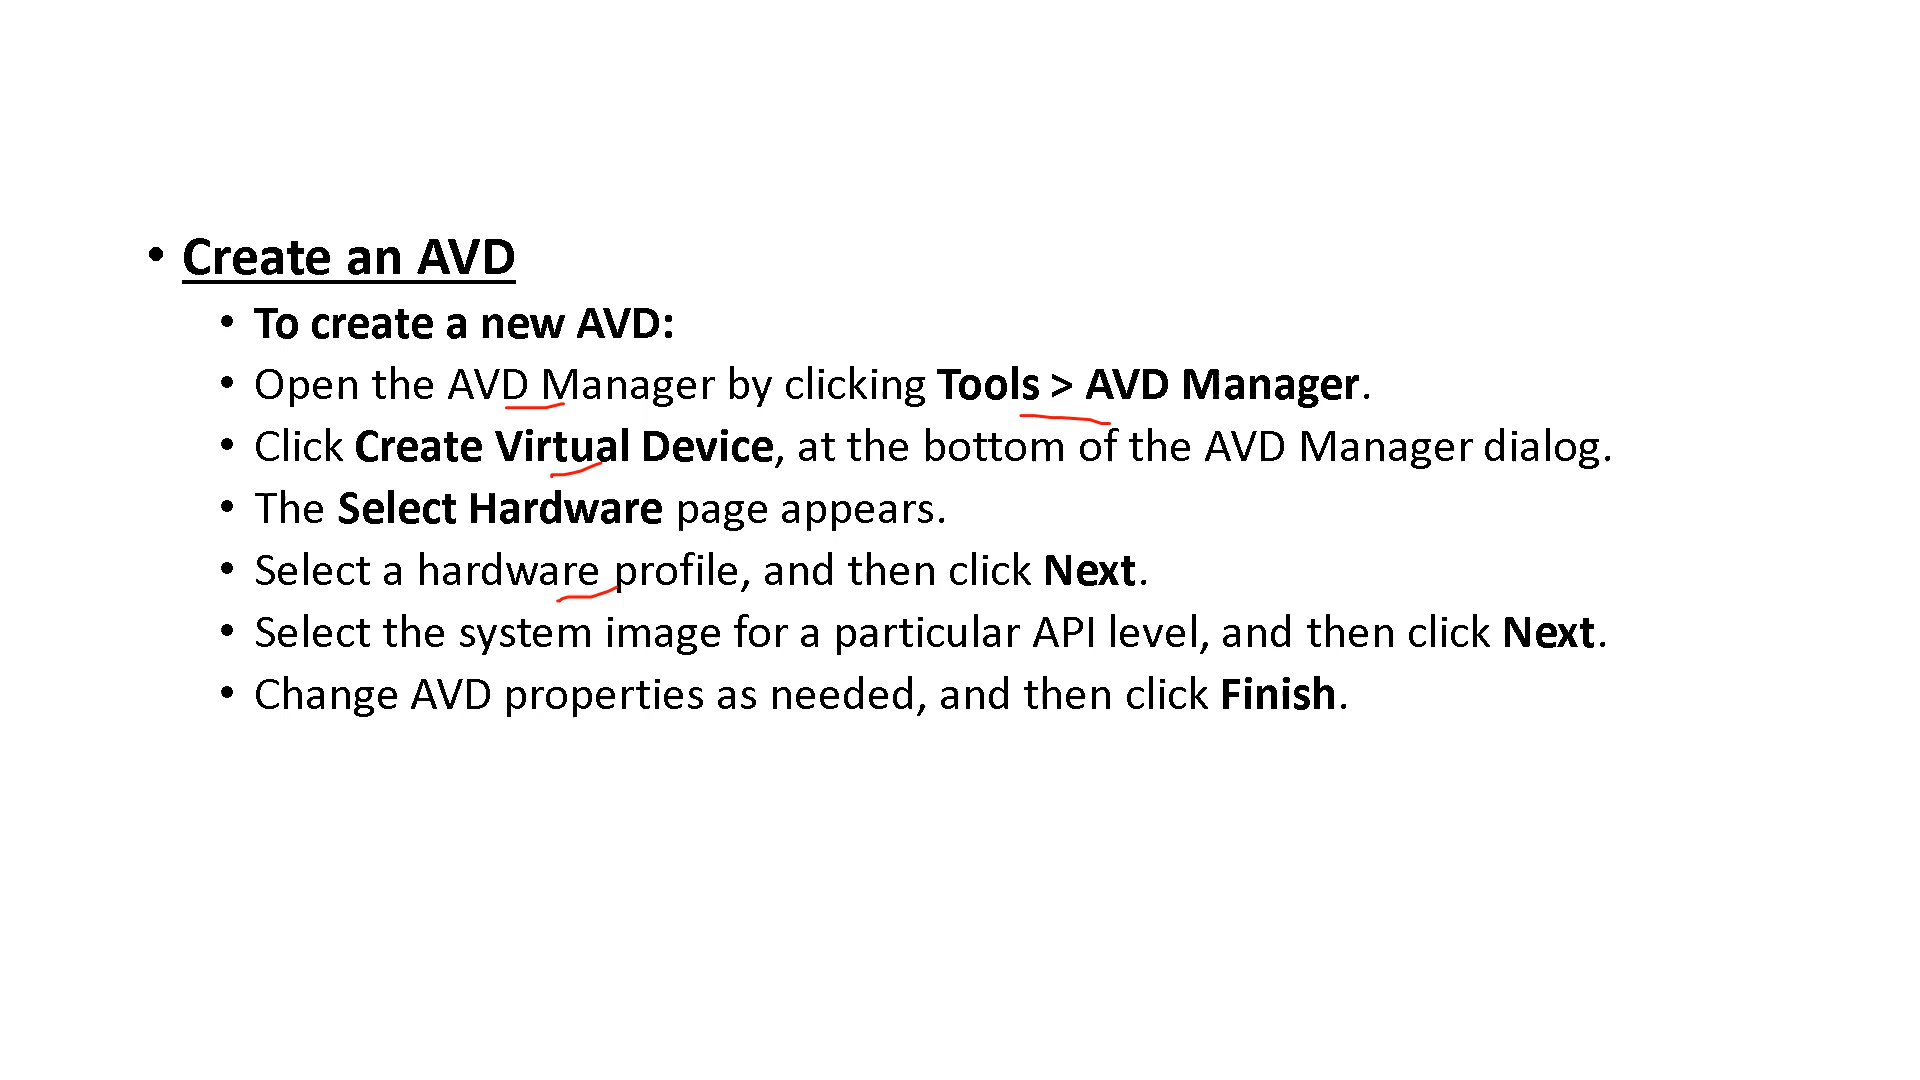 • Create an AVD
• To create a new AVD:
• Open the AVD Manager by clicking Tools > AVD Manager.
• Click Create Virtual Device, at the bottom of the AVD Manager dialog.
• The Select Hardware page appears.
• Select a hardware profile, and then click Next.
• Select the system image for a particular API level, and then click Next.
• Change AVD properties as needed, and then click Finish.